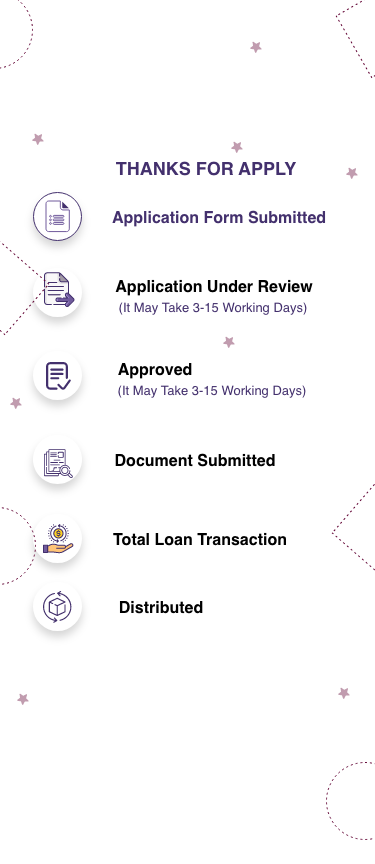 THANKS FOR APPLY
Application Form Submitted
Application Under Review
(It May Take 3-15 Working Days)
Approved
(It May Take 3-15 Working Days)
Document Submitted
Total Loan Transaction
Distributed